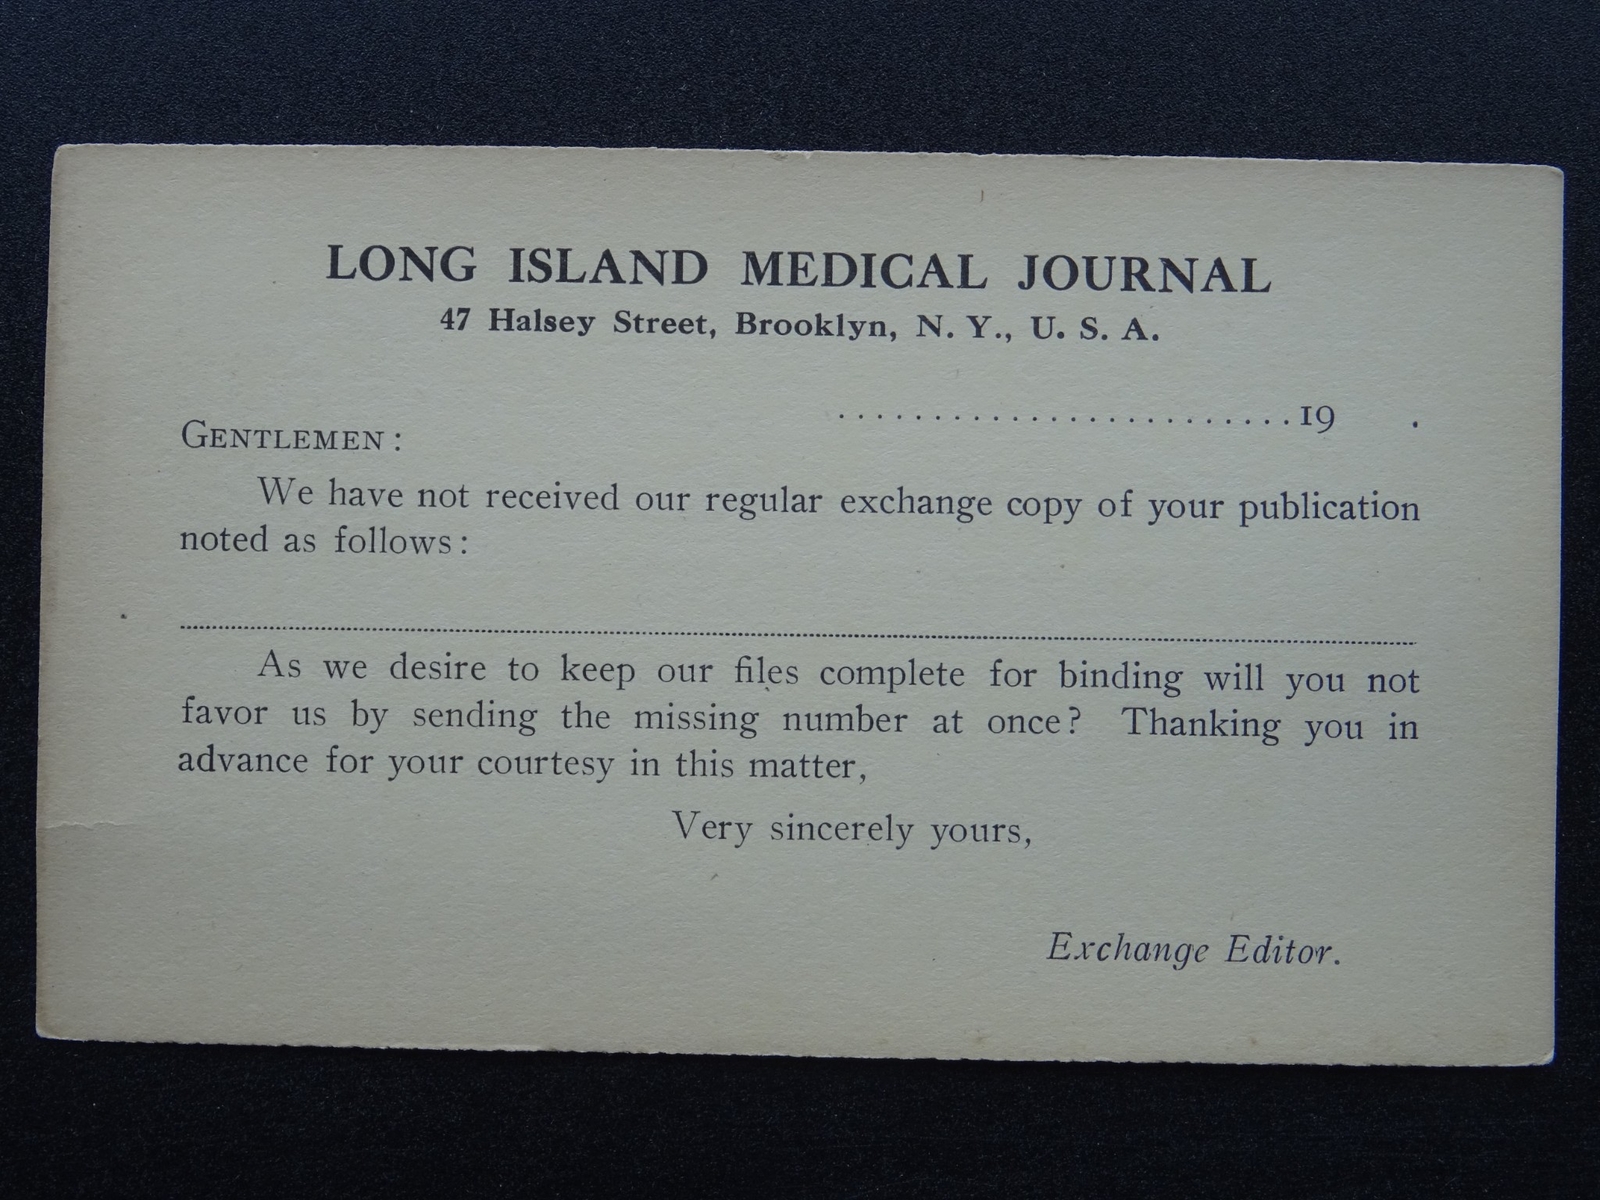 LONG ISLAND MEDICAL JOURNAL
47 Halsey Street, Brooklyn, N. Y., U. S. A.
.........................19 .
GENTLEMEN:
We have not received our regular exchange copy of your publication
noted as follows:
As we desire to keep our files complete for binding will you not
favor us by sending the missing number at once? Thanking you in
advance for your courtesy in this matter,
Very sincerely yours,
Exchange Editor.